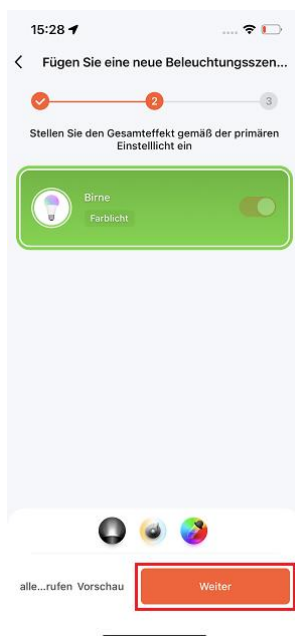 15:28
Fügen Sie eine neue Beleuchtungsszen...
2
3
Stellen Sie den Gesamteffekt gemäß der primären
Einstelllicht ein
Birne
Farblicht
alle...rufen Vorschau
Weiter